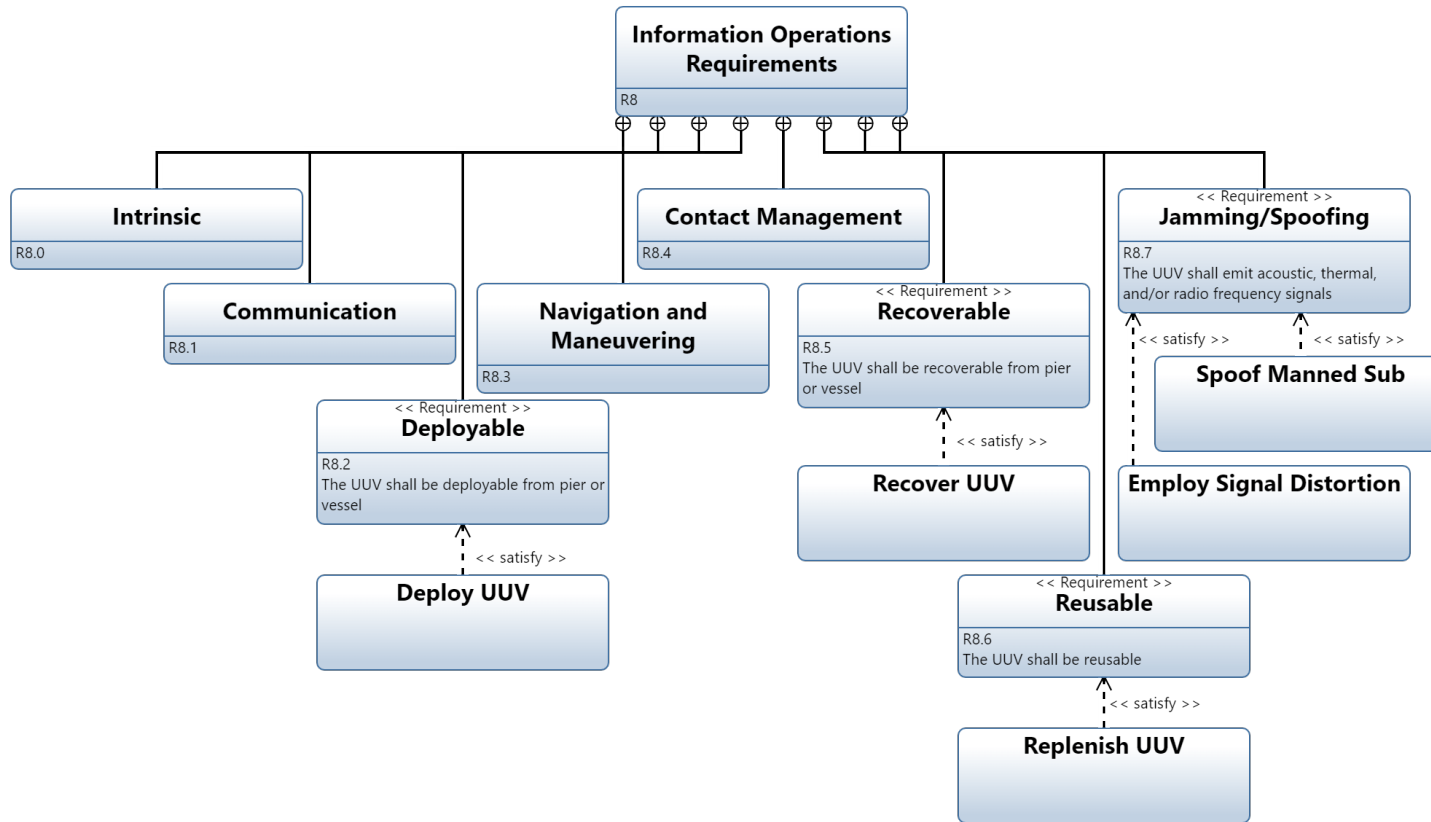 Information Operations
Requirements
R8
Intrinsic
R8.0
Contact Management
R8.4
<< Requirement >>
Jamming/Spoofing
R8.7
The UUV shall emit acoustic, thermal,
and/or radio frequency signals
Communication
R8.1
Navigation and
Maneuvering
R8.3
<< Requirement >>
Recoverable
R8.5
The UUV shall be recoverable from pier
or vessel
<< satisfy >>
<< satisfy >>
Spoof Manned Sub
<< Requirement >>
Deployable
R8.2
The UUV shall be deployable from pier or
vessel
<< satisfy >>
Recover UUV
Employ Signal Distortion
<< satisfy >>
Deploy UUV
<< Requirement >>
Reusable
R8.6
The UUV shall be reusable
<< satisfy >>
Replenish UUV